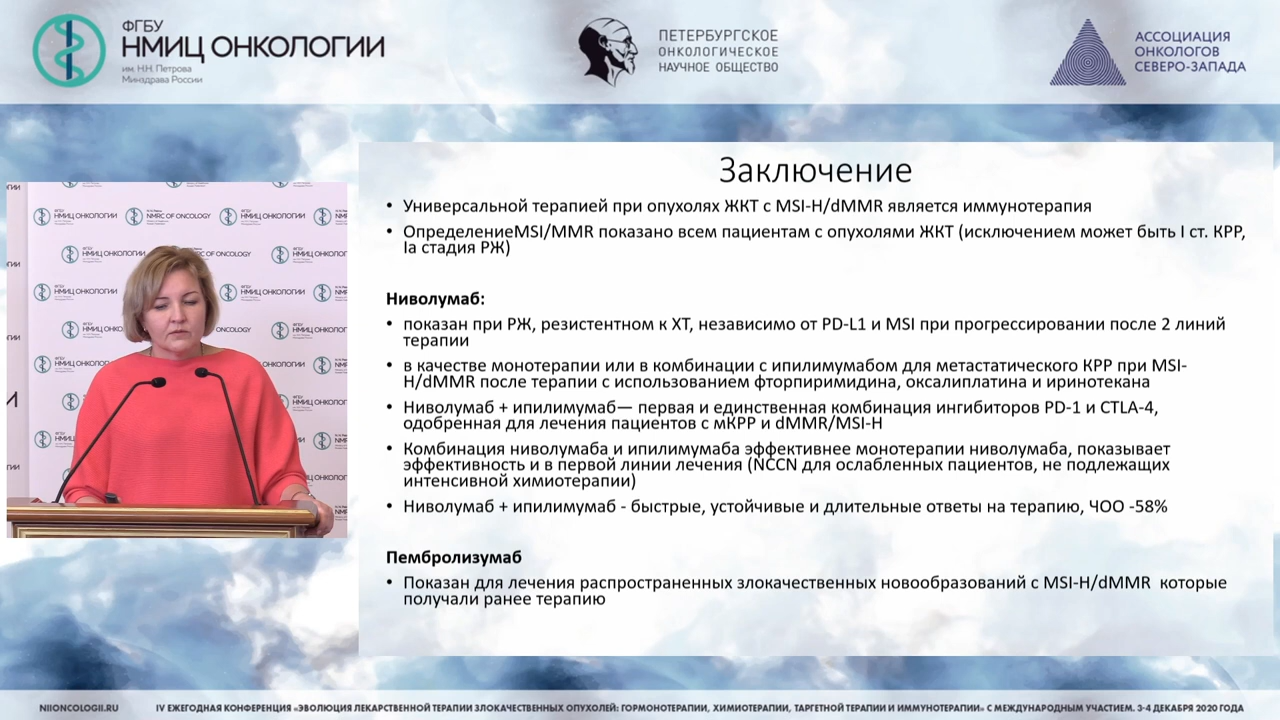 ФГБУ
НМИЦ ОНКОЛОГИИ
им. Н.Н. Петрова
Минздрава России
ПЕТЕРБУРГСКОЕ
ОНКОЛОГИЧЕСКОЕ
НАУЧНОЕ ОБЩЕСТВО
АССОЦИАЦИЯ
ОНКОЛОГОВ
СЕВЕРО-ЗАПАДА
Заключение
• Универсальной терапией при опухолях ЖКТ с MSI-H/dMMR является иммунотерапия
• ОпределениеMSI/MMR показано всем пациентам с опухолями ЖКТ (исключением может быть I ст. КРР,
Ia стадия РЖ)
Ниволумаб:
• показан при РЖ, резистентном к ХТ, независимо от PD-L1 и MSI при прогрессировании после 2 линий
терапии
• в качестве монотерапии или в комбинации с ипилимумабом для метастатического КРР при MSI-
H/dMMR после терапии с использованием фторпиримидина, оксалиплатина и иринотекана
• Ниволумаб + ипилимумаб— первая и единственная комбинация ингибиторов PD-1 и CTLA-4,
одобренная для лечения пациентов с мКРР и dMMR/MSI-H
• Комбинация ниволумаба и ипилимумаба эффективнее монотерапии ниволумаба, показывает
эффективность и в первой линии лечения (NCCN для ослабленных пациентов, не подлежащих
интенсивной химиотерапии)
• Ниволумаб + ипилимумаб - быстрые, устойчивые и длительные ответы на терапию, ЧОО -58%
Пембролизумаб
• Показан для лечения распространенных злокачественных новообразований с MSI-H/dMMR которые
получали ранее терапию
НМИЦ ОНКОЛОГИИ
NMRC OF ONCOLOGY
НМИЦ ОНКОЛОГИИ
NIIONCOLOGII.RU
IV ЕЖЕГОДНАЯ КОНФЕРЕНЦИЯ «ЭВОЛЮЦИЯ ЛЕКАРСТВЕННОЙ ТЕРАПИИ ЗЛОКАЧЕСТВЕННЫХ ОПУХОЛЕЙ: ГОРМОНОТЕРАПИИ, ХИМИОТЕРАПИИ, ТАРГЕТНОЙ ТЕРАПИИ И ИММУНОТЕРАПИИ» С МЕЖДУНАРОДНЫМ УЧАСТИЕМ. 3-4 ДЕКАБРЯ 2020 ГОДА